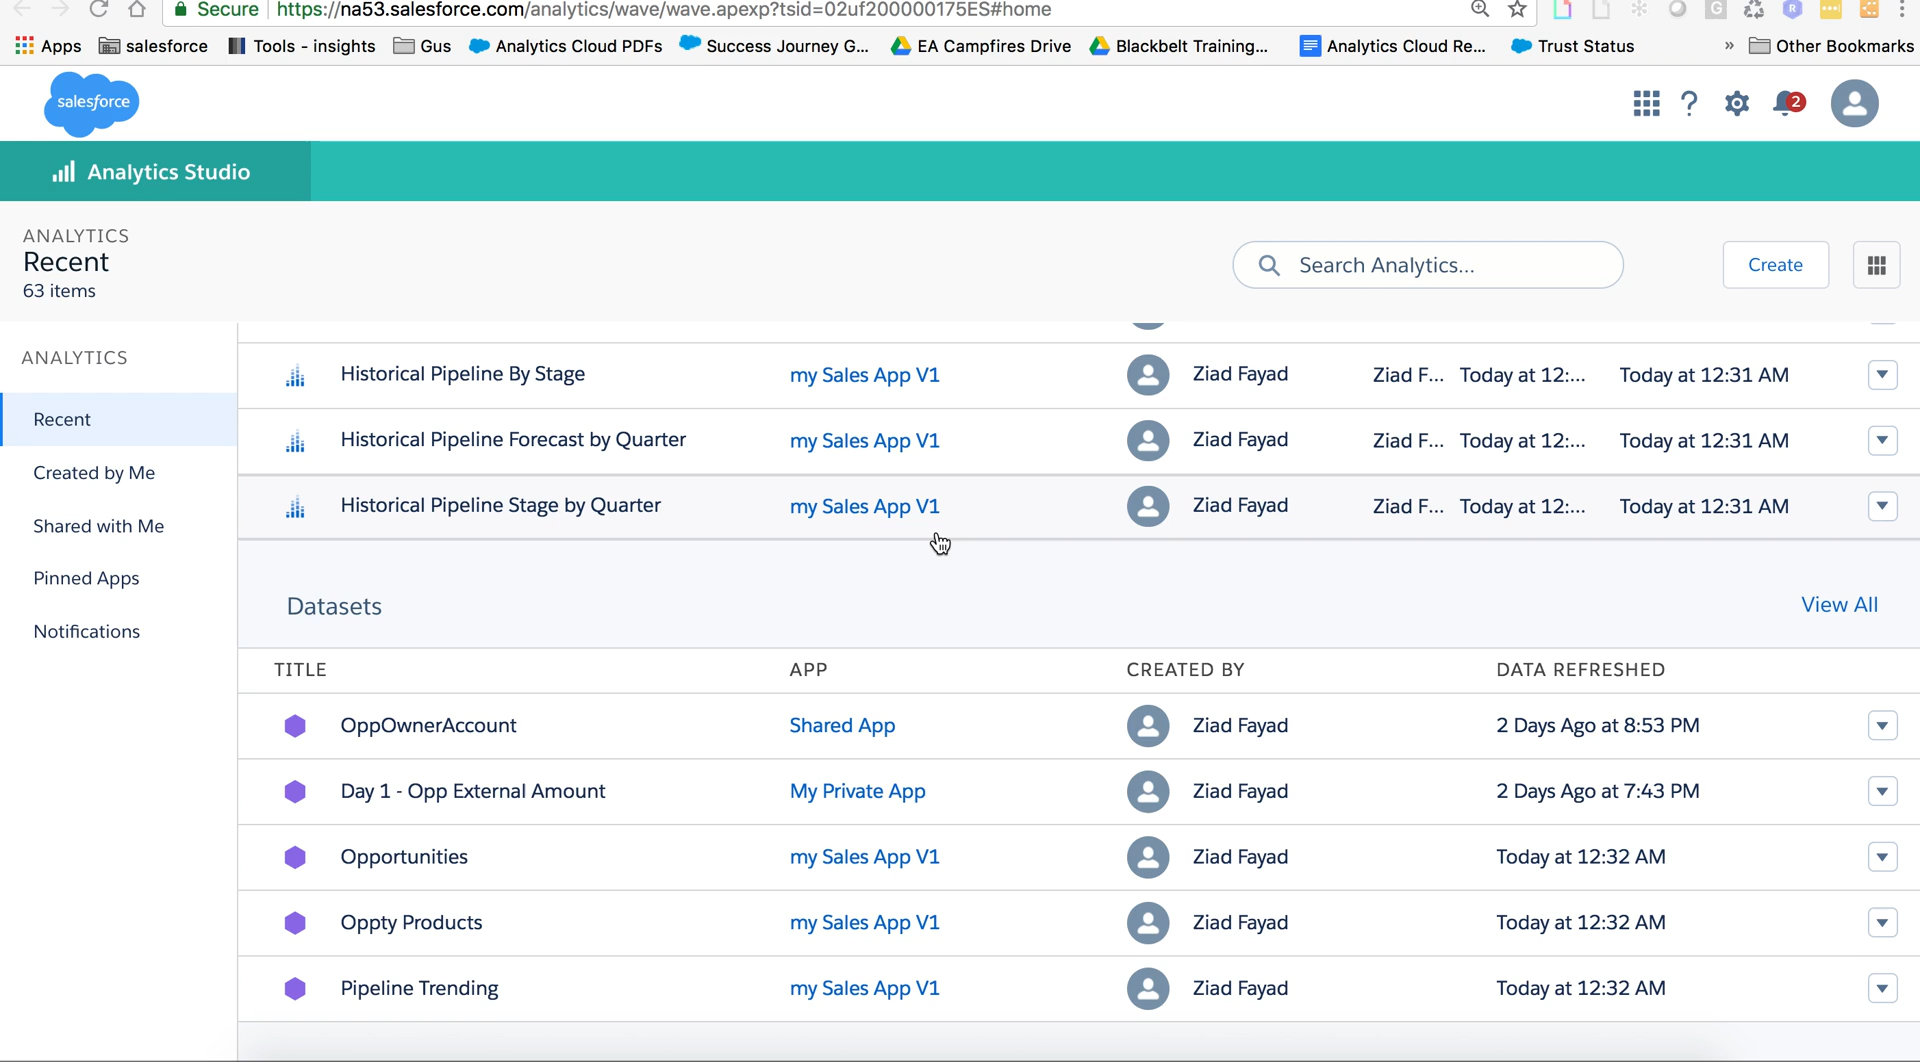 Secure https://na53.salesforce.com/analytics/wave/wave.apexp?tsid=02uf200000175ES#home
Apps salesforce Tools - insights Gus Analytics Cloud PDFs Success Journey G... EA Campfires Drive Blackbelt Training... Analytics Cloud Re... Trust Status » Other Bookmarks
salesforce
? 2
Analytics Studio
ANALYTICS
Recent
63 items
Search Analytics...
Create
ANALYTICS
Recent
Created by Me
Shared with Me
Pinned Apps
Notifications
Historical Pipeline By Stage my Sales App V1 Ziad Fayad Ziad F... Today at 12:... Today at 12:31 AM
Historical Pipeline Forecast by Quarter my Sales App V1 Ziad Fayad Ziad F... Today at 12:... Today at 12:31 AM
Historical Pipeline Stage by Quarter my Sales App V1 Ziad Fayad Ziad F... Today at 12:... Today at 12:31 AM
Datasets View All
TITLE APP CREATED BY DATA REFRESHED
OppOwnerAccount Shared App Ziad Fayad 2 Days Ago at 8:53 PM
Day 1 - Opp External Amount My Private App Ziad Fayad 2 Days Ago at 7:43 PM
Opportunities my Sales App V1 Ziad Fayad Today at 12:32 AM
Oppty Products my Sales App V1 Ziad Fayad Today at 12:32 AM
Pipeline Trending my Sales App V1 Ziad Fayad Today at 12:32 AM